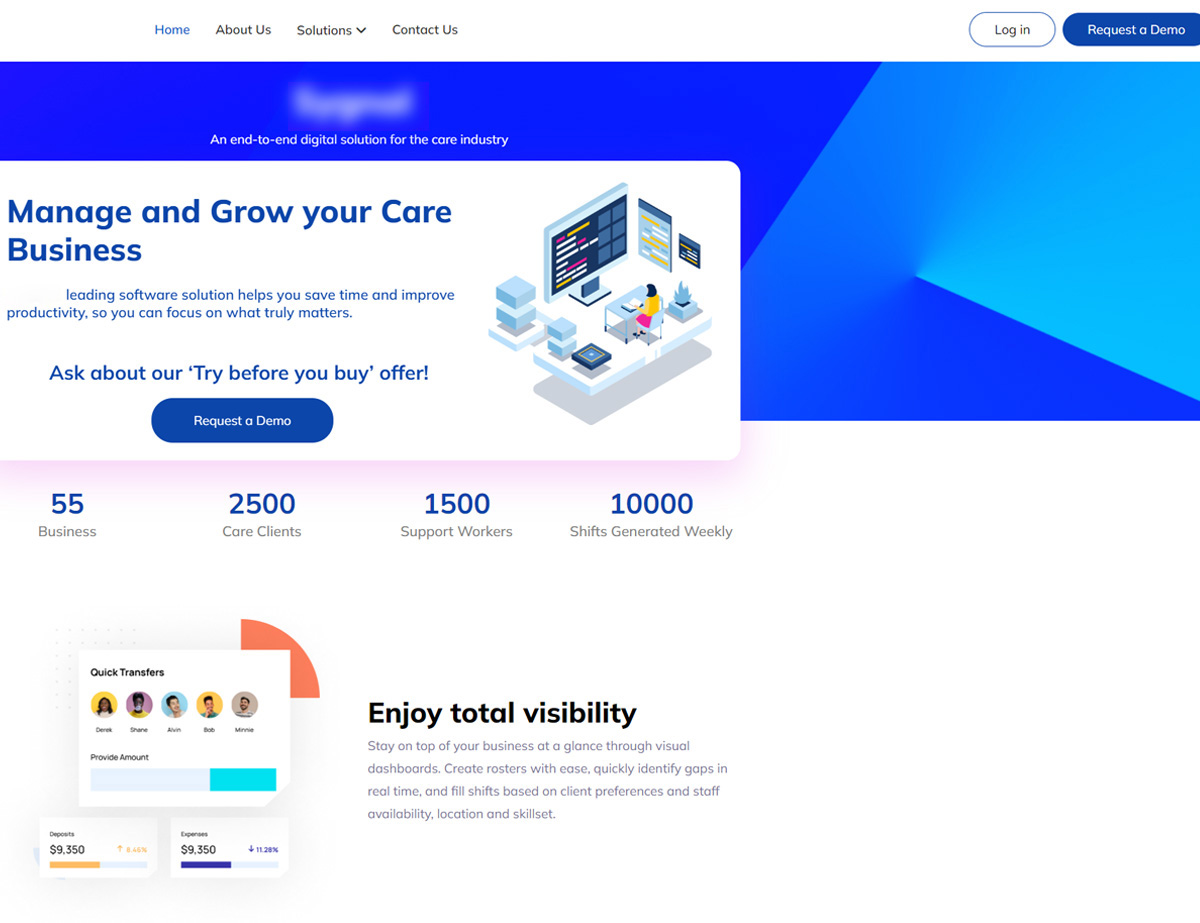 Home About Us Solutions Contact Us Log in Request a Demo
An end-to-end digital solution for the care industry
Manage and Grow your Care
Business
leading software solution helps you save time and improve
productivity, so you can focus on what truly matters.
Ask about our ‘Try before you buy’ offer!
Request a Demo
55 2500 1500 10000
Business Care Clients Support Workers Shifts Generated Weekly
Quick Transfers
Derek Shane Alvin Bob Minnie
Provide Amount
Deposits
$9,350 8.45%
Expenses
$9,350 11.28%
Enjoy total visibility
Stay on top of your business at a glance through visual
dashboards. Create rosters with ease, quickly identify gaps in
real time, and fill shifts based on client preferences and staff
availability, location and skillset.